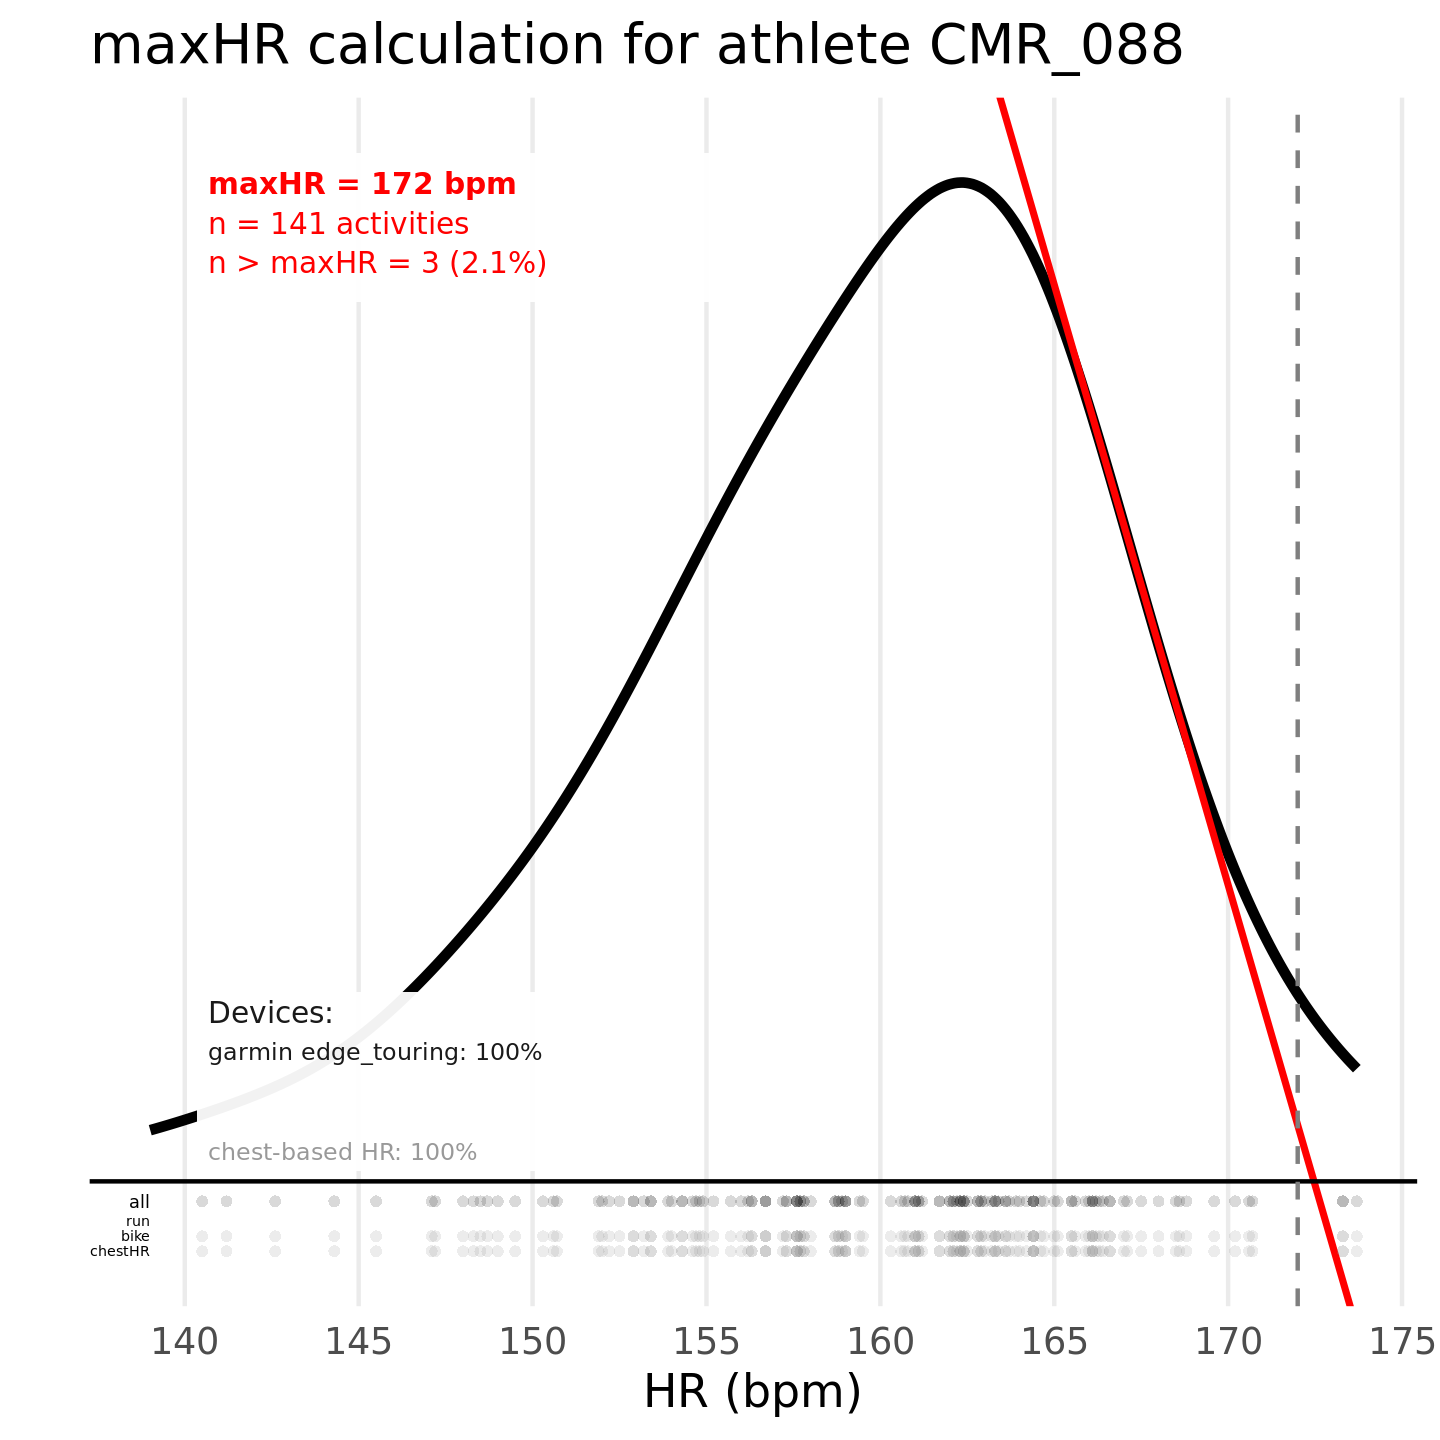 maxHR calculation for athlete CMR_088
maxHR = 172 bpm
n = 141 activities
n > maxHR = 3 (2.1%)
Devices:
garmin edge_touring: 100%
chest-based HR: 100%
all
run
bike
chestHR
140 145 150 155 160 165 170 175
HR (bpm)